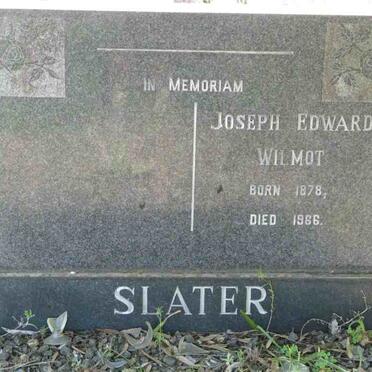 IN MEMORIAM
JOSEPH EDWARD
WILMOT
BORN 1878,
DIED 1966.
SLATER